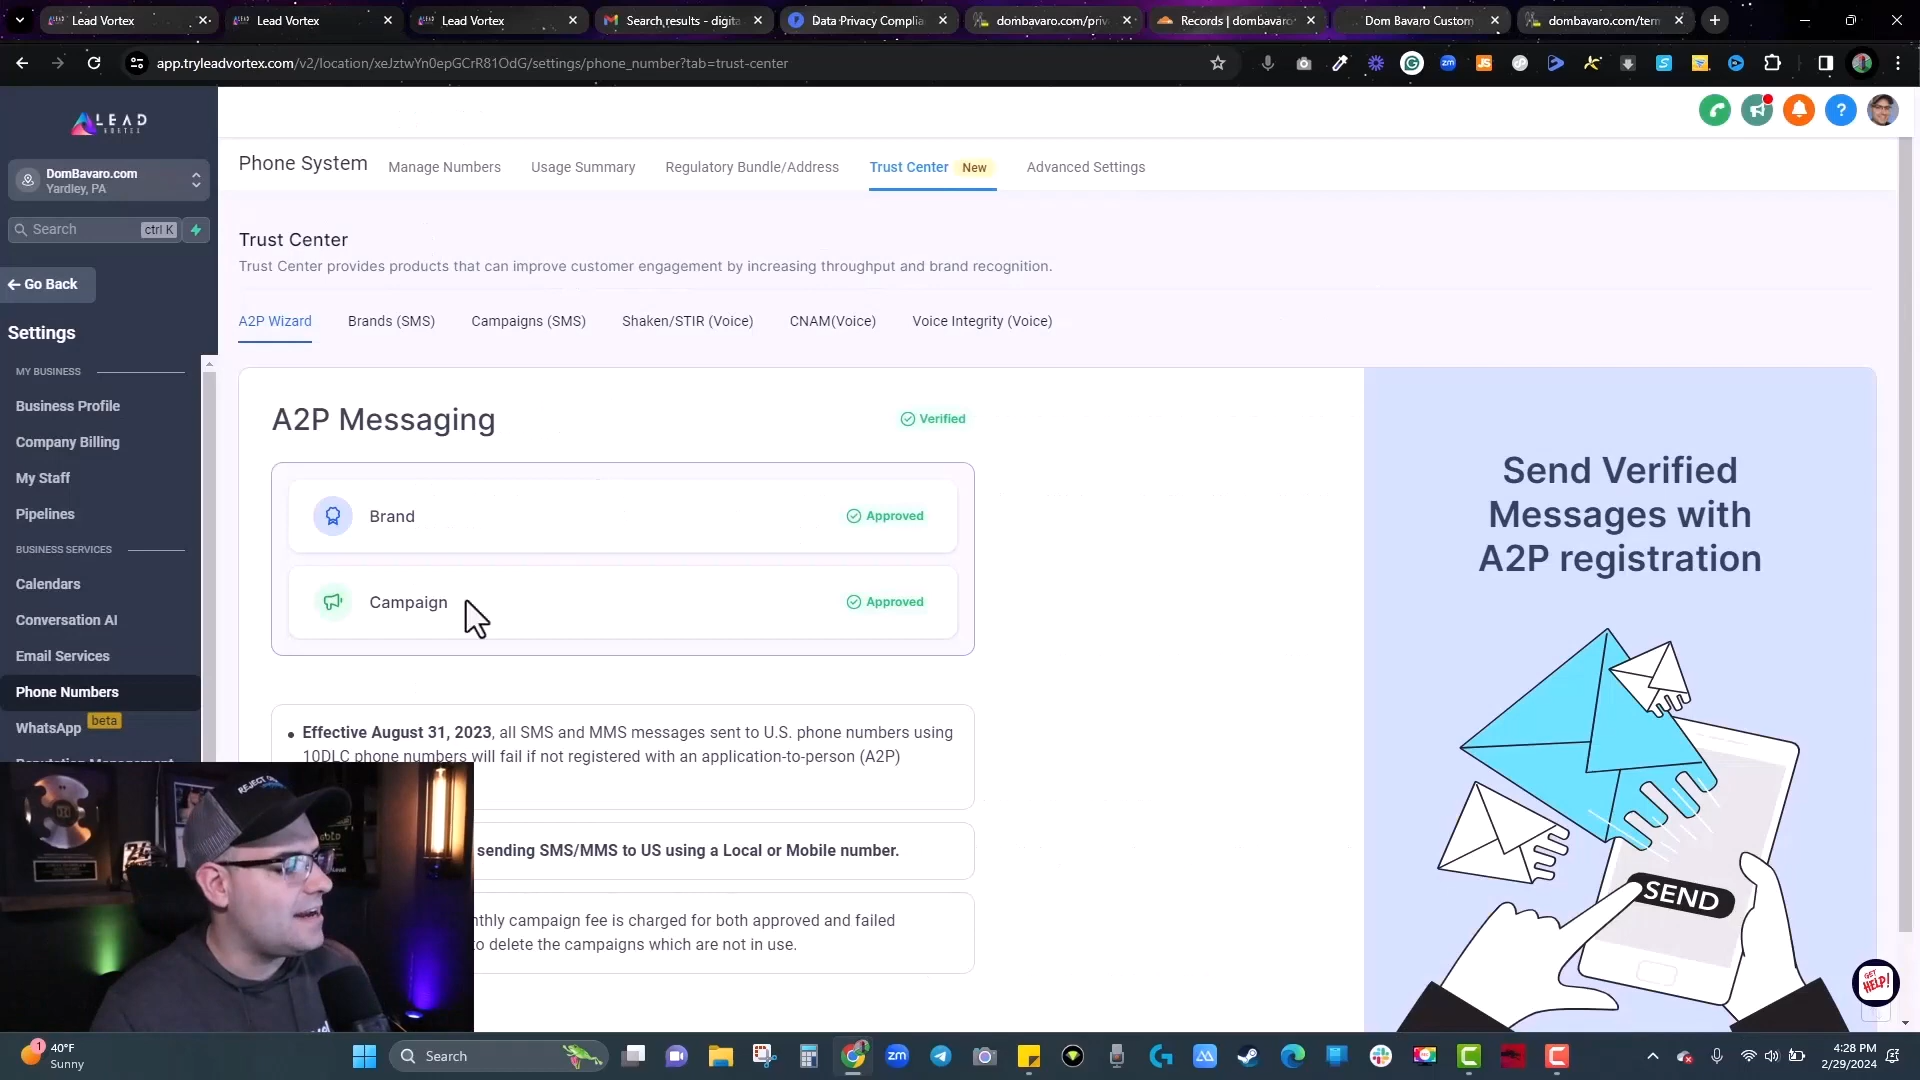 Lead Vortex
Lead Vortex
Lead Vortex
Search results - digita
Data Privacy Complia
dombavaro.com/priv
Records | dombavaro
Dom Bavaro Custom
dombavaro.com/tern
app.tryleadvortex.com/v2/location/xeJztwYn0epGCrR81OdG/settings/phone_number?tab=trust-center
LEAD
VORTEX
DomBavaro.com
Yardley, PA
Search
ctrl K
Go Back
Settings
MY BUSINESS
Business Profile
Company Billing
My Staff
Pipelines
BUSINESS SERVICES
Calendars
Conversation AI
Email Services
Phone Numbers
WhatsApp beta
Reputation Management
Phone System
Manage Numbers
Usage Summary
Regulatory Bundle/Address
Trust Center New
Advanced Settings
Trust Center
Trust Center provides products that can improve customer engagement by increasing throughput and brand recognition.
A2P Wizard
Brands (SMS)
Campaigns (SMS)
Shaken/STIR (Voice)
CNAM(Voice)
Voice Integrity (Voice)
A2P Messaging
Verified
Brand
Approved
Campaign
Approved
Effective August 31, 2023, all SMS and MMS messages sent to U.S. phone numbers using
10DLC phone numbers will fail if not registered with an application-to-person (A2P)
sending SMS/MMS to US using a Local or Mobile number.
nthly campaign fee is charged for both approved and failed
to delete the campaigns which are not in use.
Send Verified
Messages with
A2P registration
SEND
GET
HELP!
40°F
Sunny
Search
4:28 PM
2/29/2024